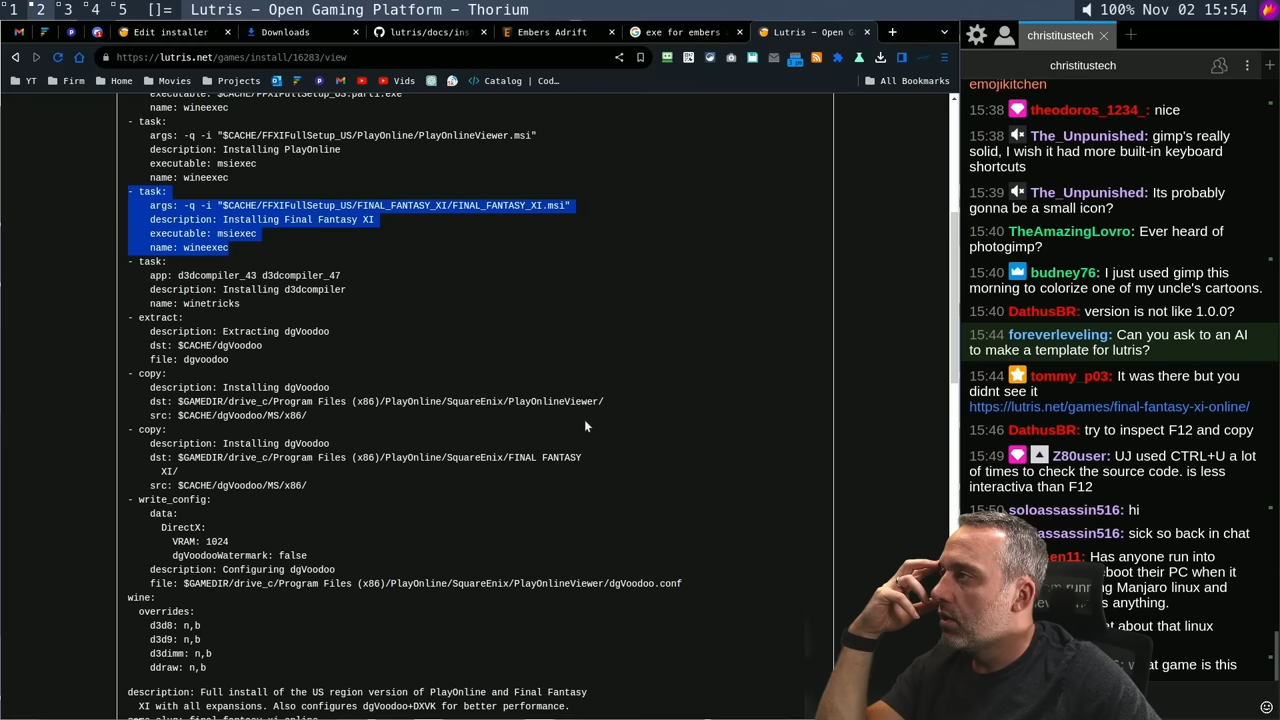 1 2 3 4 5 []= Lutris – Open Gaming Platform – Thorium 100% Nov 02 15:54
Edit installer Downloads lutris/docs/ins Embers Adrift exe for embers Lutris – Open G
https://lutris.net/games/install/16283/view
YT Firm Home Movies Projects Vids Catalog | Cod... All Bookmarks
executable: $CACHE/FFXIFullSetup_US.part1.exe
name: wineexec
- task:
args: -q -i "$CACHE/FFXIFullSetup_US/PlayOnline/PlayOnlineViewer.msi"
description: Installing PlayOnline
executable: msiexec
name: wineexec
- task:
args: -q -i "$CACHE/FFXIFullSetup_US/FINAL_FANTASY_XI/FINAL_FANTASY_XI.msi"
description: Installing Final Fantasy XI
executable: msiexec
name: wineexec
- task:
app: d3dcompiler_43 d3dcompiler_47
description: Installing d3dcompiler
name: winetricks
- extract:
description: Extracting dgVoodoo
dst: $CACHE/dgVoodoo
file: dgvoodoo
- copy:
description: Installing dgVoodoo
dst: $GAMEDIR/drive_c/Program Files (x86)/PlayOnline/SquareEnix/PlayOnlineViewer/
src: $CACHE/dgVoodoo/MS/x86/
- copy:
description: Installing dgVoodoo
dst: $GAMEDIR/drive_c/Program Files (x86)/PlayOnline/SquareEnix/FINAL FANTASY
XI/
src: $CACHE/dgVoodoo/MS/x86/
- write_config:
data:
DirectX:
VRAM: 1024
dgVoodooWatermark: false
description: Configuring dgVoodoo
file: $GAMEDIR/drive_c/Program Files (x86)/PlayOnline/SquareEnix/PlayOnlineViewer/dgVoodoo.conf
wine:
overrides:
d3d8: n,b
d3d9: n,b
d3dimm: n,b
ddraw: n,b
description: Full install of the US region version of PlayOnline and Final Fantasy
XI with all expansions. Also configures dgVoodoo+DXVK for better performance.
christitustech
christitustech
emojikitchen
15:38 theodoros_1234_: nice
15:38 The_Unpunished: gimp's really
solid, I wish it had more built-in keyboard
shortcuts
15:39 The_Unpunished: Its probably
gonna be a small icon?
15:40 TheAmazingLovro: Ever heard of
photogimp?
15:40 budney76: I just used gimp this
morning to colorize one of my uncle's cartoons.
15:40 DathusBR: version is not like 1.0.0?
15:44 foreverleveling: Can you ask to an AI
to make a template for lutris?
15:44 tommy_p03: It was there but you
didnt see it
https://lutris.net/games/final-fantasy-xi-online/
15:46 DathusBR: try to inspect F12 and copy
15:49 Z80user: UJ used CTRL+U a lot
of times to check the source code. is less
interactiva than F12
15:50 soloassassin516: hi
assassin516: sick so back in chat
en11: Has anyone run into
eboot their PC when it
running Manjaro linux and
s anything.
t about that linux
at game is this